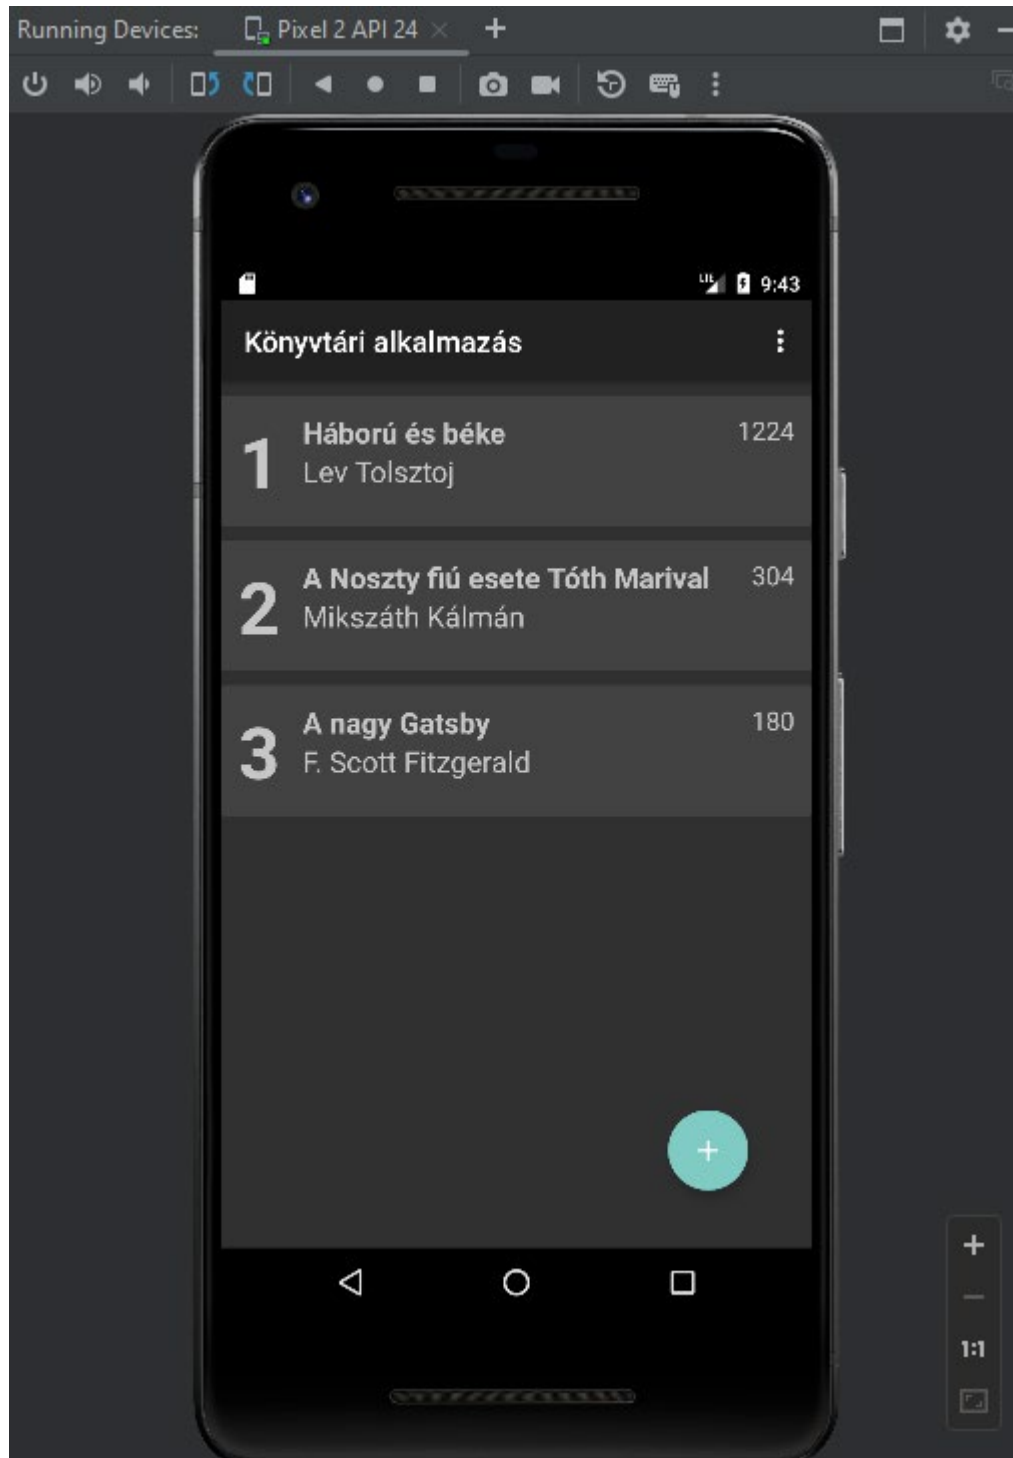 Running Devices: Pixel 2 API 24
LTE 9:43
Könyvtári alkalmazás
1 Háború és béke 1224
Lev Tolsztoj
2 A Noszty fiú esete Tóth Marival 304
Mikszáth Kálmán
3 A nagy Gatsby 180
F. Scott Fitzgerald
1:1